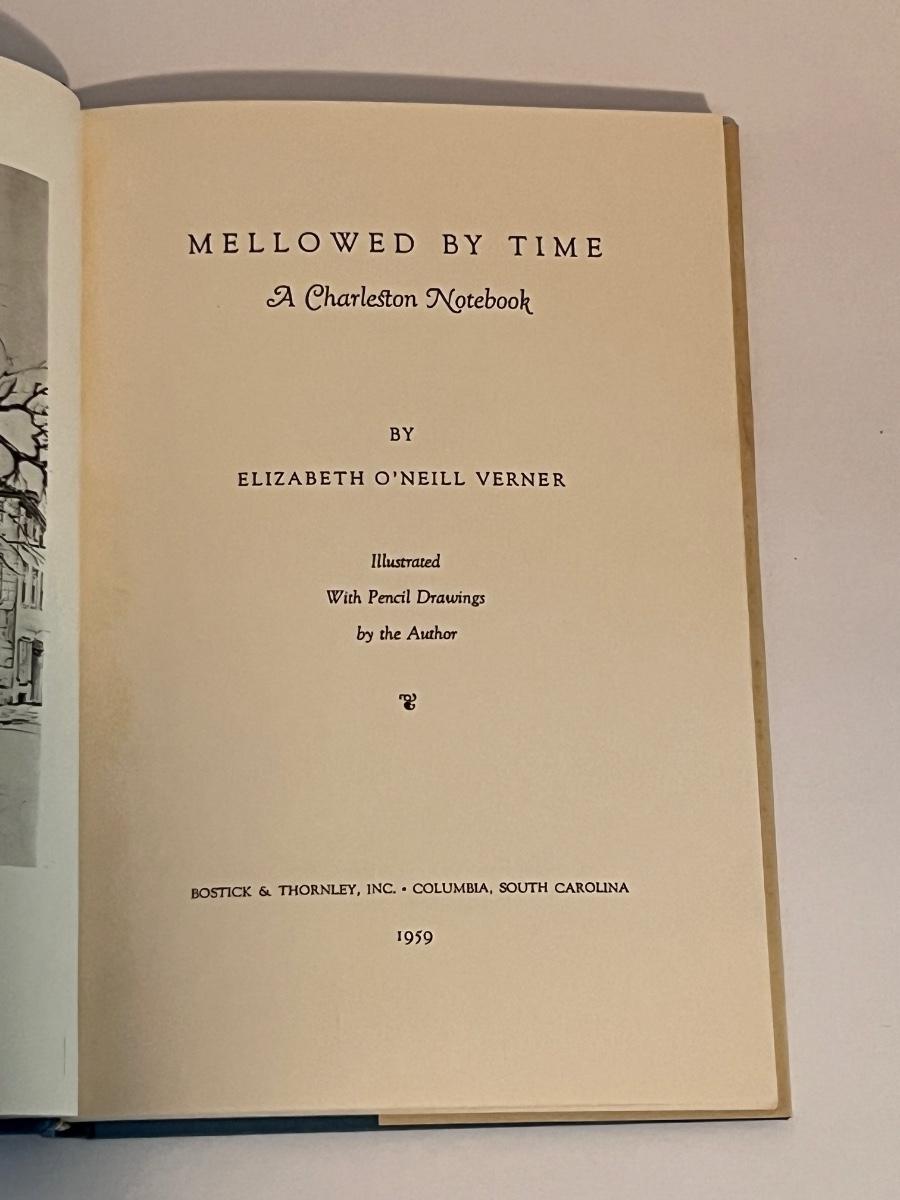 MELLOWED BY TIME
A Charleston Notebook
BY
ELIZABETH O'NEILL VERNER
Illustrated
With Pencil Drawings
by the Author
BOSTICK & THORNLEY, INC. • COLUMBIA, SOUTH CAROLINA
1959